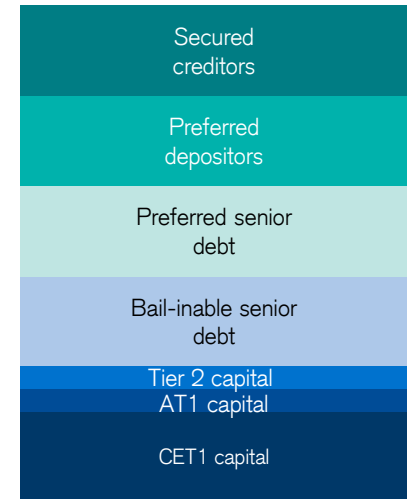 Secured
creditors
Preferred
depositors
Preferred senior
debt
Bail-inable senior
debt
Tier 2 capital
AT1 capital
CET1 capital